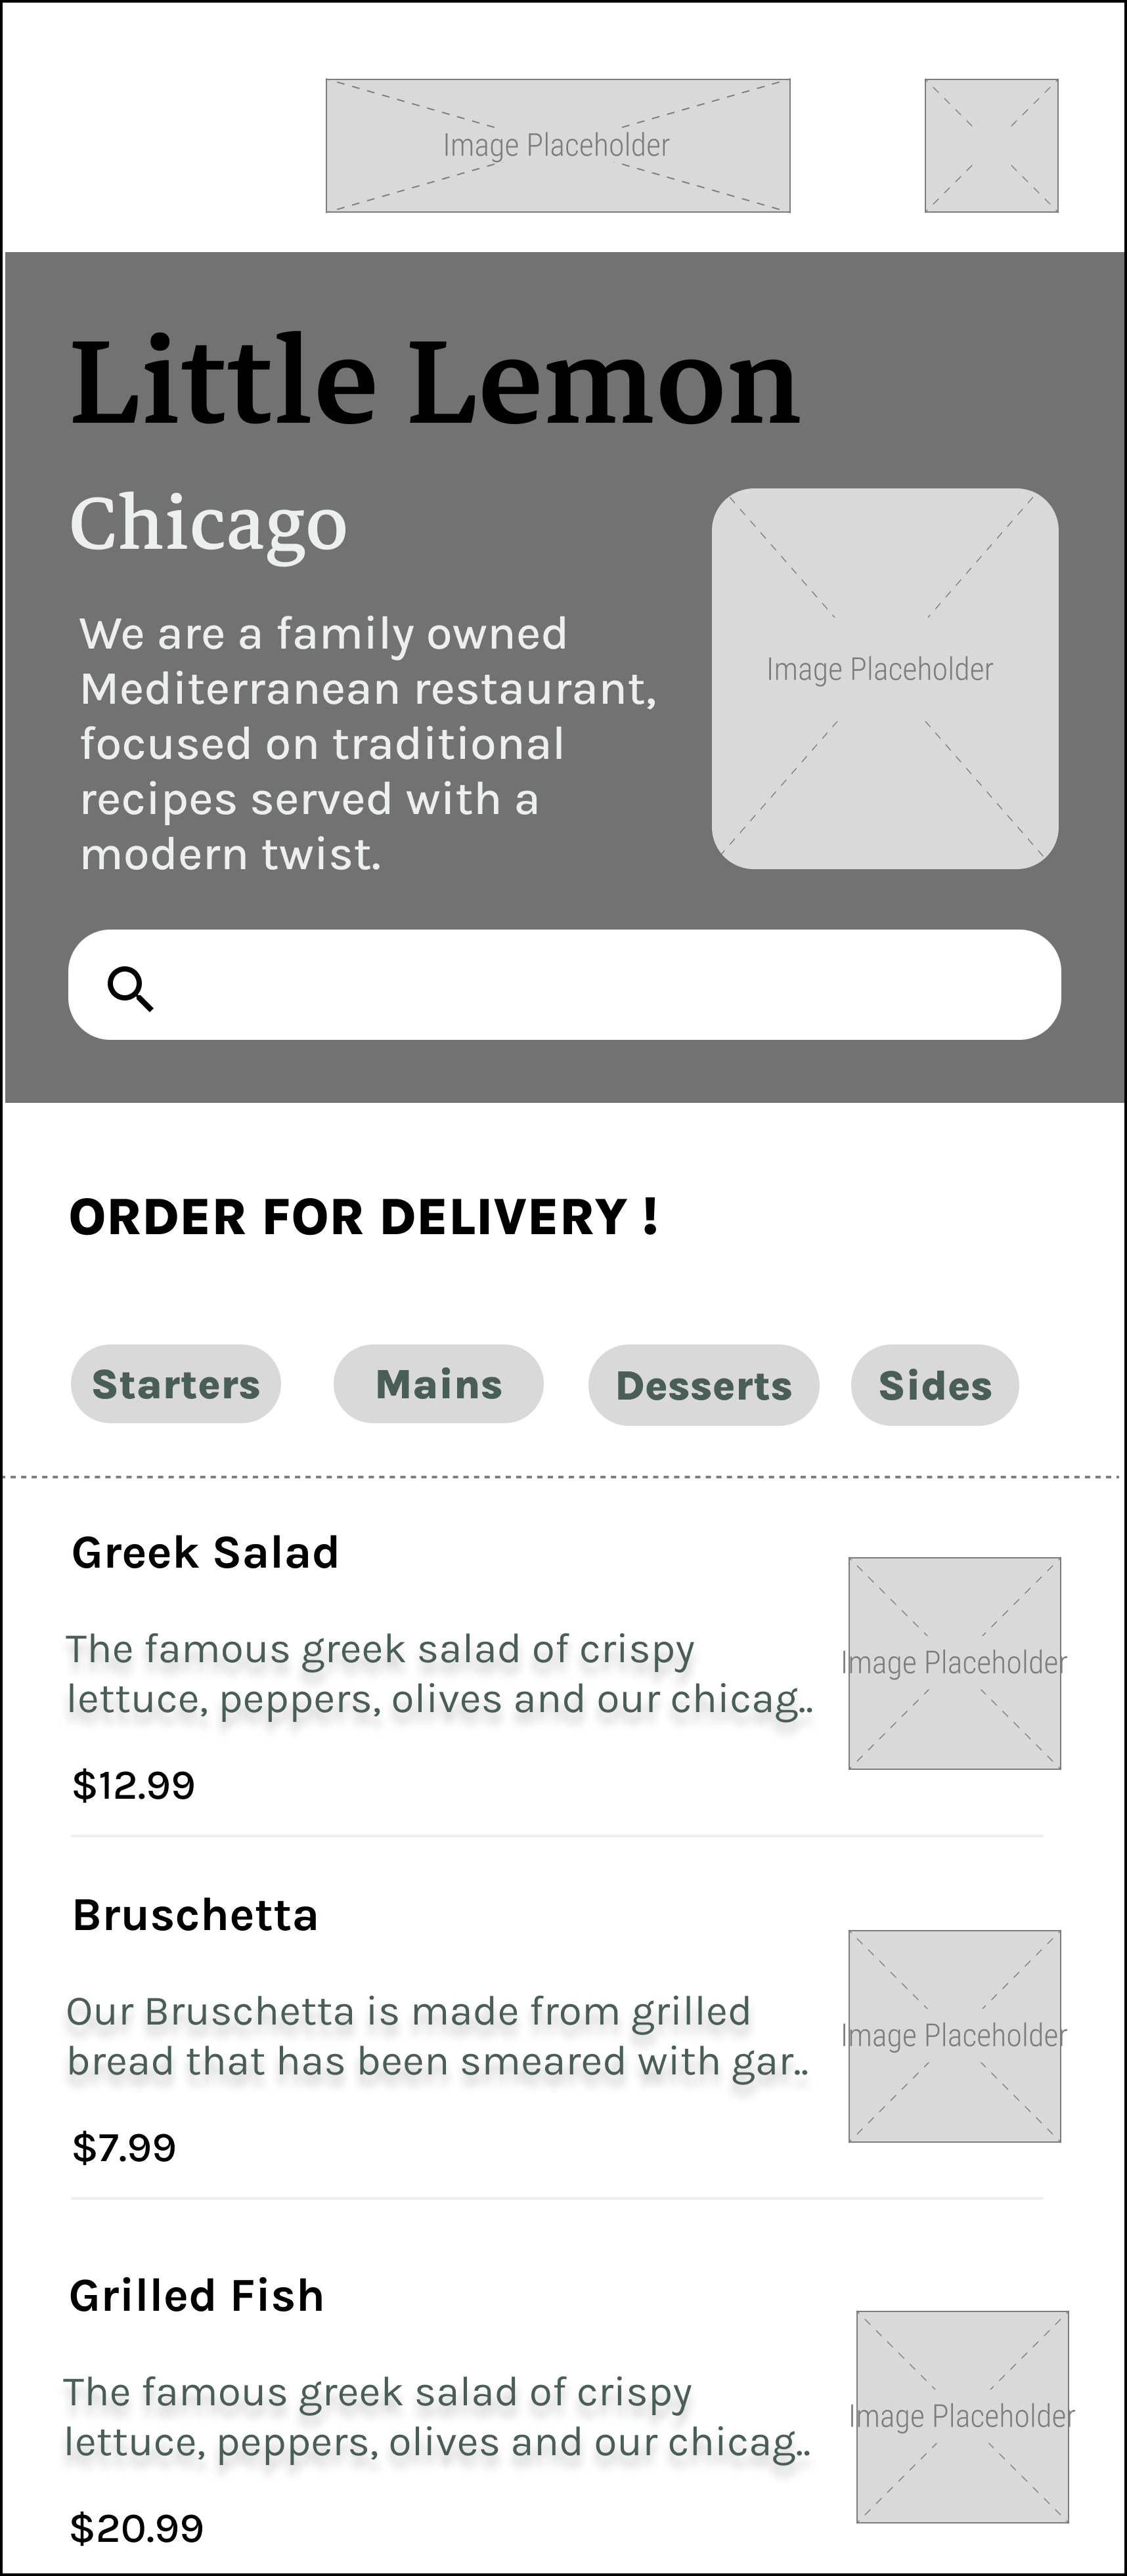 Image Placeholder
Little Lemon
Chicago
We are a family owned
Mediterranean restaurant,
focused on traditional
recipes served with a
modern twist.
Image Placeholder
ORDER FOR DELIVERY !
Starters Mains Desserts Sides
Greek Salad
The famous greek salad of crispy
lettuce, peppers, olives and our chicag..
$12.99
Image Placeholder
Bruschetta
Our Bruschetta is made from grilled
bread that has been smeared with gar..
$7.99
Image Placeholder
Grilled Fish
The famous greek salad of crispy
lettuce, peppers, olives and our chicag..
$20.99
Image Placeholder